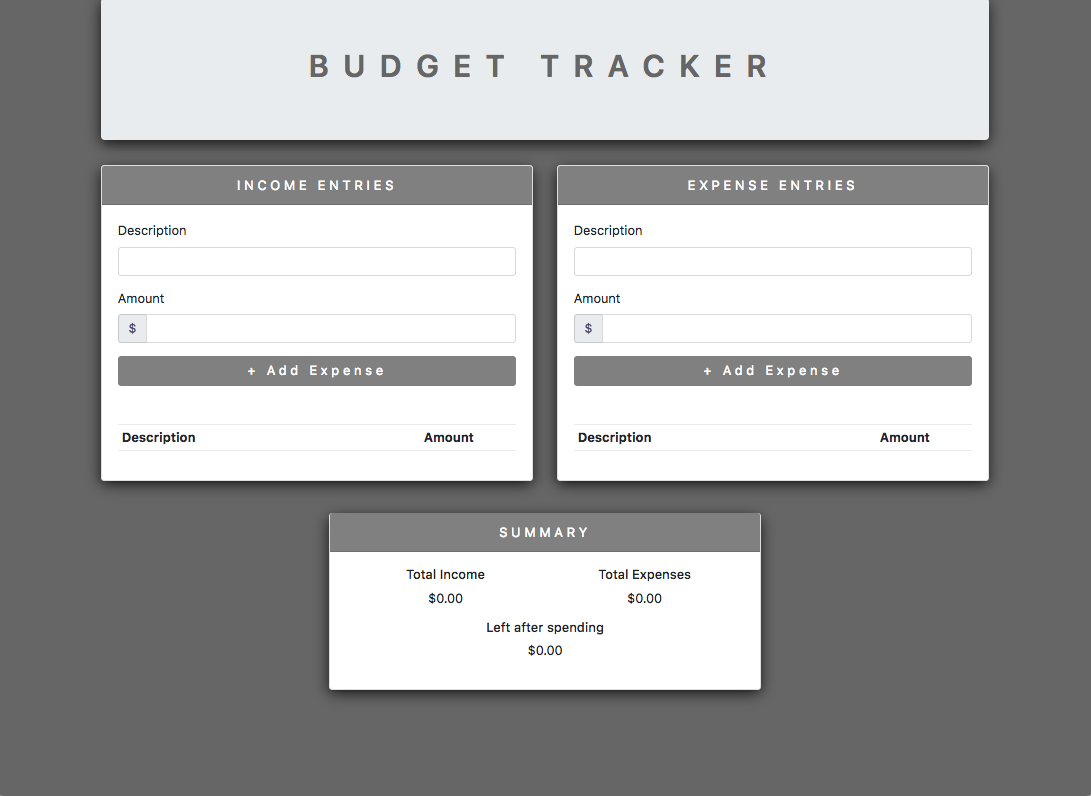 BUDGET TRACKER
INCOME ENTRIES
Description
Amount
$
+ Add Expense
Description Amount
EXPENSE ENTRIES
Description
Amount
$
+ Add Expense
Description Amount
SUMMARY
Total Income Total Expenses
$0.00 $0.00
Left after spending
$0.00